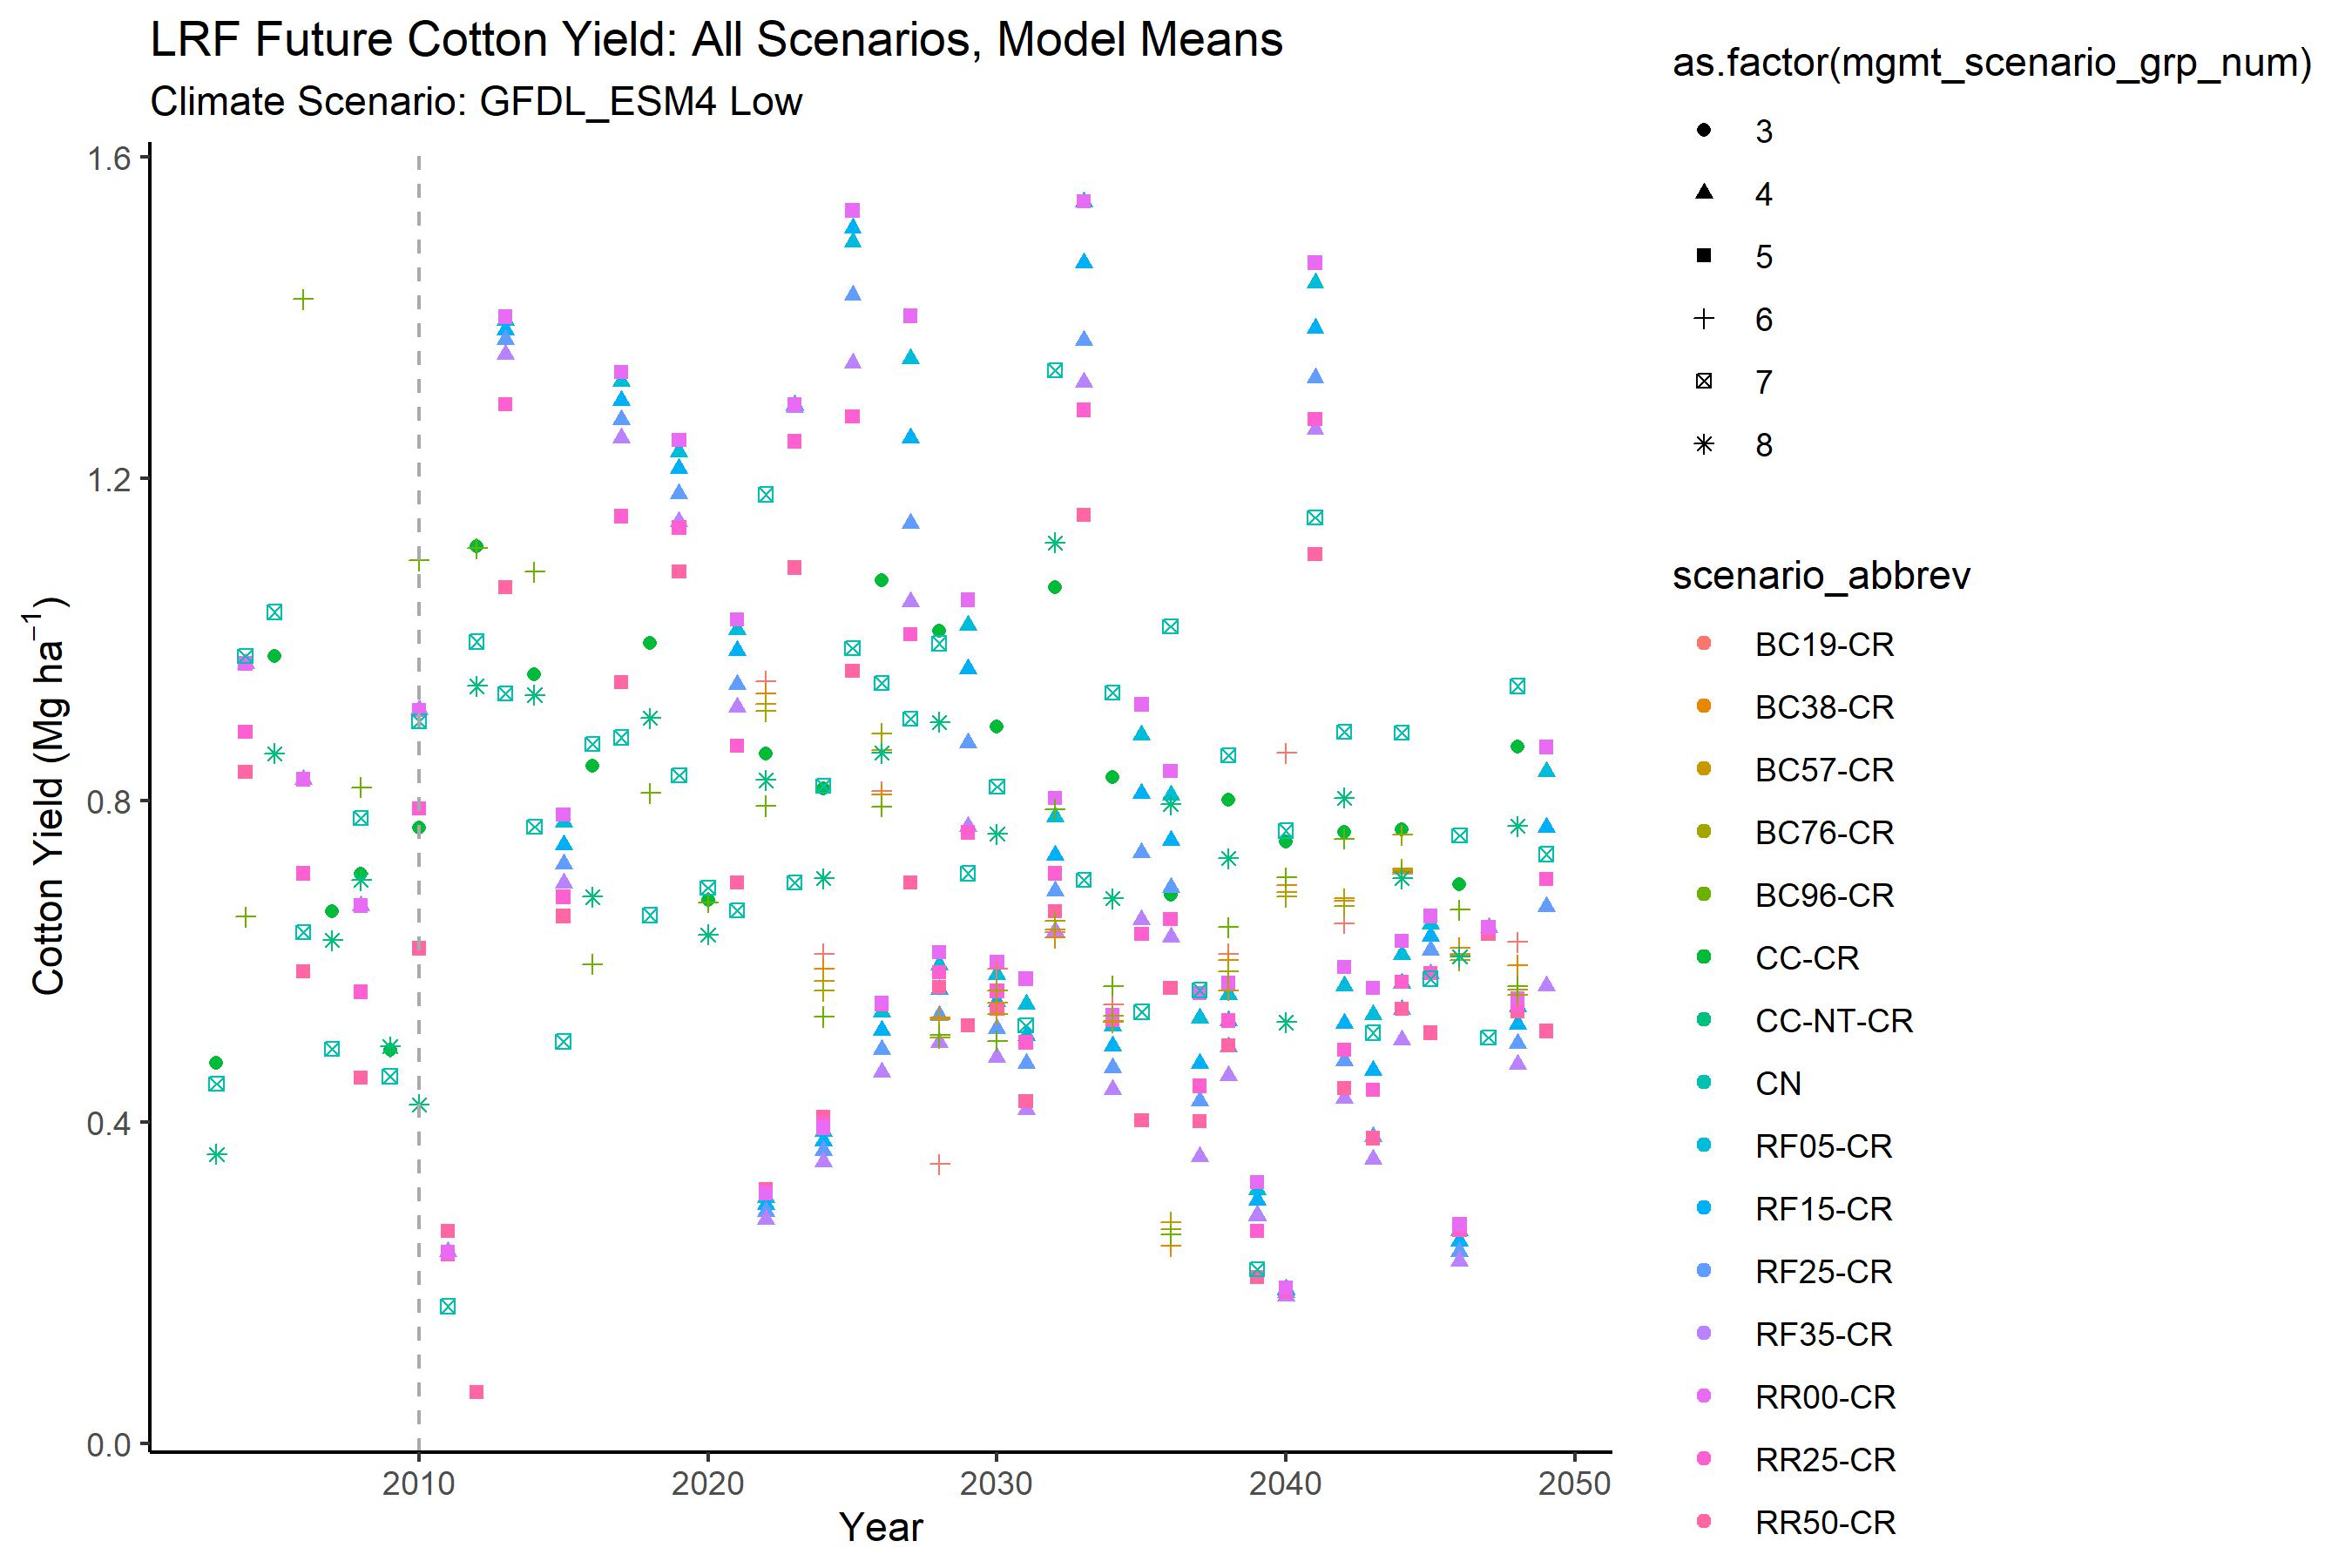 LRF Future Cotton Yield: All Scenarios, Model Means
Climate Scenario: GFDL_ESM4 Low
Cotton Yield (Mg ha⁻¹)
1.6
1.2
0.8
0.4
0.0
2010
2020
2030
2040
2050
Year
as.factor(mgmt_scenario_grp_num)
3
4
5
6
7
8
scenario_abbrev
BC19-CR
BC38-CR
BC57-CR
BC76-CR
BC96-CR
CC-CR
CC-NT-CR
CN
RF05-CR
RF15-CR
RF25-CR
RF35-CR
RR00-CR
RR25-CR
RR50-CR